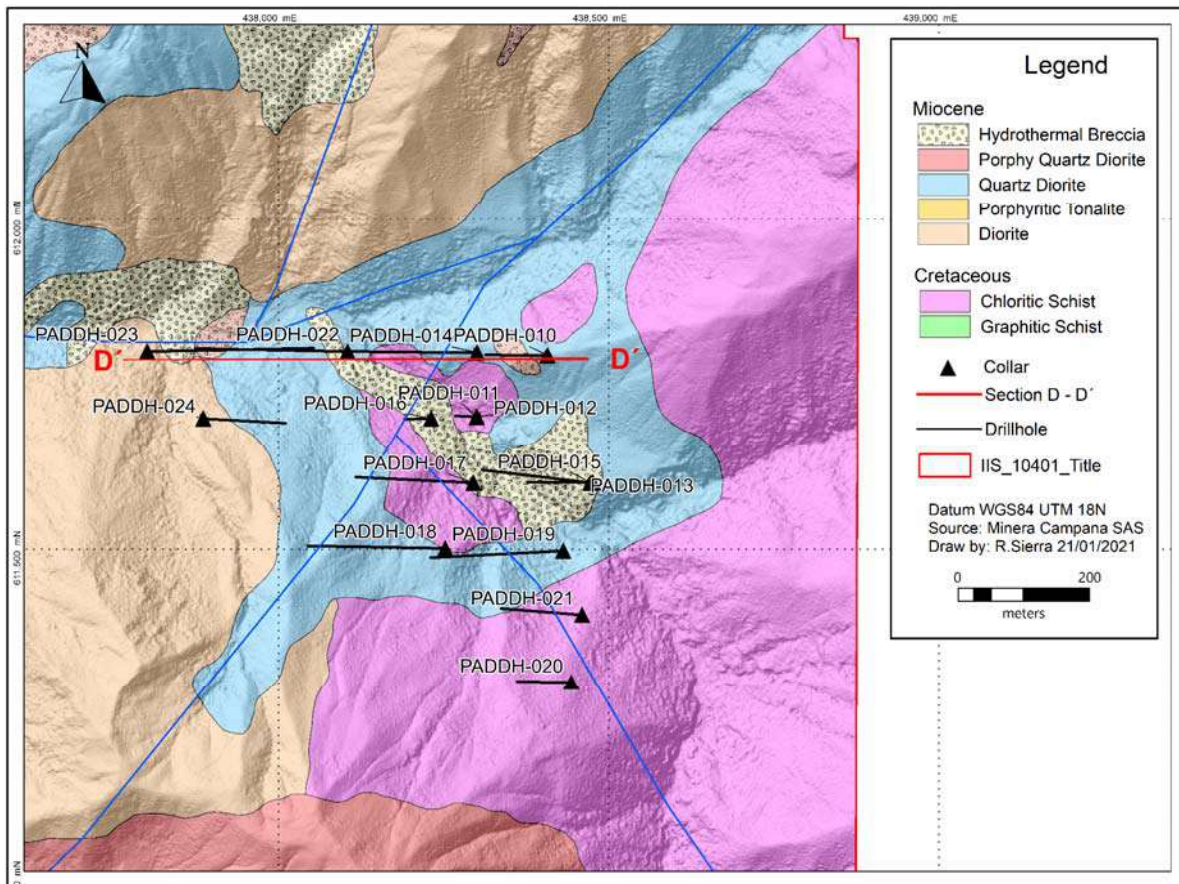 438,000 mE
438,500 mE
439,000 mE
N
612,000 mN
611,500 mN
0 mN
PADDH-023
PADDH-022
PADDH-014
PADDH-010
D´
D´
PADDH-011
PADDH-024
PADDH-016
PADDH-012
PADDH-017
PADDH-015
PADDH-013
PADDH-018
PADDH-019
PADDH-021
PADDH-020
Legend
Miocene
Hydrothermal Breccia
Porphy Quartz Diorite
Quartz Diorite
Porphyritic Tonalite
Diorite
Cretaceous
Chloritic Schist
Graphitic Schist
Collar
Section D - D´
Drillhole
IIS_10401_Title
Datum WGS84 UTM 18N
Source: Minera Campana SAS
Draw by: R.Sierra 21/01/2021
0 200
meters